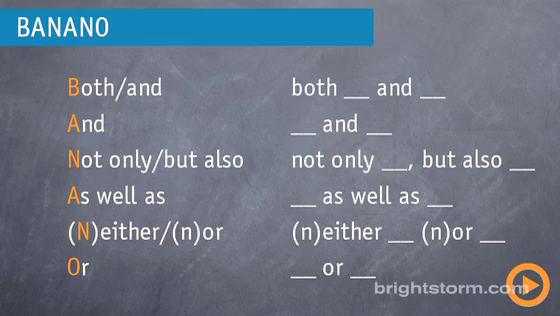 BANANO
Both/and both __ and __
And __ and __
Not only/but also not only __, but also __
As well as __ as well as __
(N)either/(n)or (n)either __ (n)or __
Or __ or __
brightstorm.com